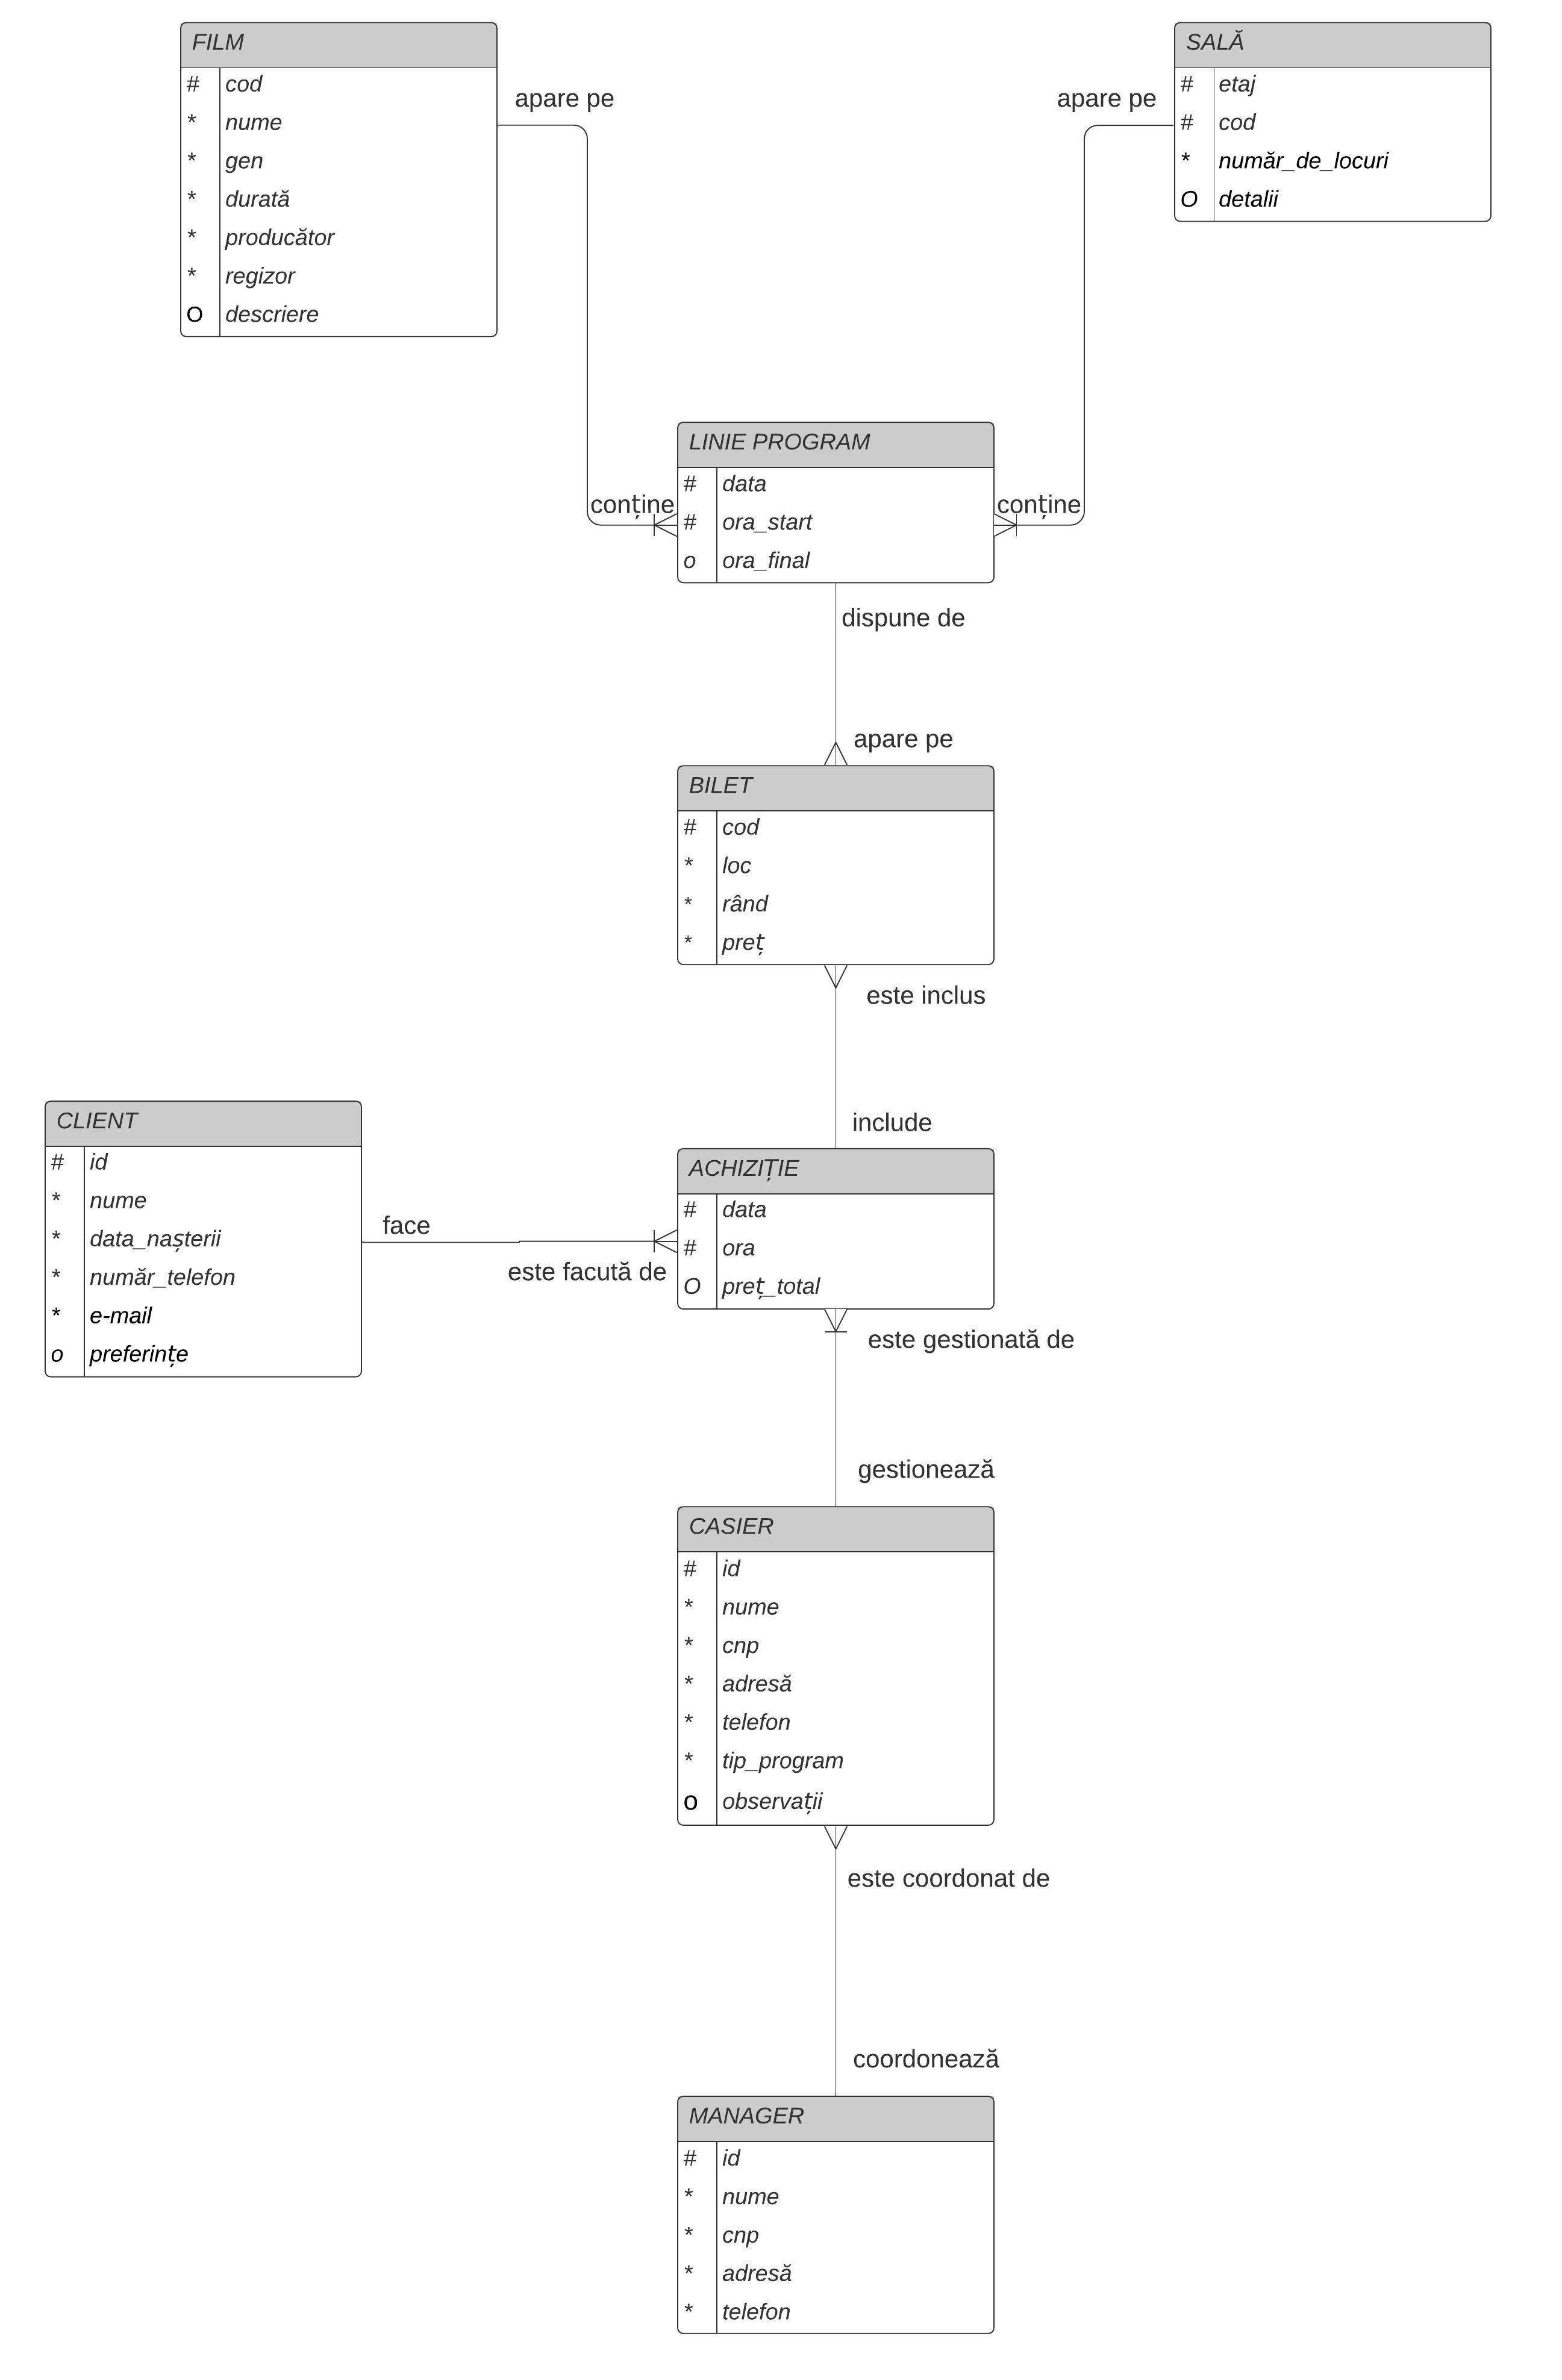 FILM
# cod
* nume
* gen
* durată
* producător
* regizor
O descriere
apare pe
apare pe
SALĂ
# etaj
# cod
* număr_de_locuri
O detalii
LINIE PROGRAM
# data
# ora_start
o ora_final
conține
conține
dispune de
apare pe
BILET
# cod
* loc
* rând
* preț
este inclus
include
CLIENT
# id
* nume
* data_nașterii
* număr_telefon
* e-mail
o preferințe
face
este facută de
ACHIZIȚIE
# data
# ora
O preț_total
este gestionată de
gestionează
CASIER
# id
* nume
* cnp
* adresă
* telefon
* tip_program
o observații
este coordonat de
coordonează
MANAGER
# id
* nume
* cnp
* adresă
* telefon